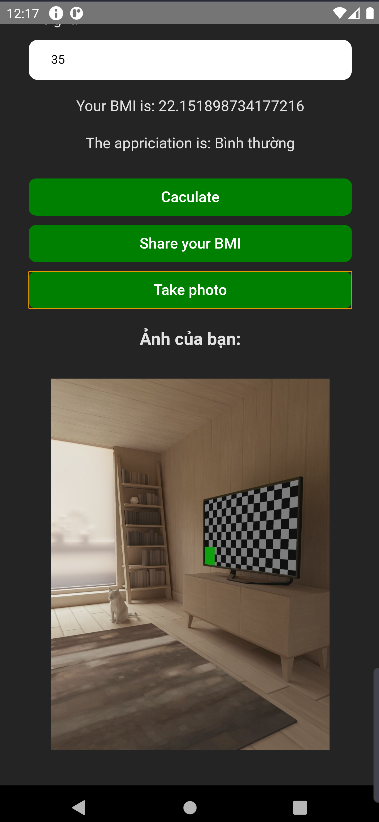 12:17
35
Your BMI is: 22.151898734177216
The appriciation is: Bình thường
Caculate
Share your BMI
Take photo
Ảnh của bạn: